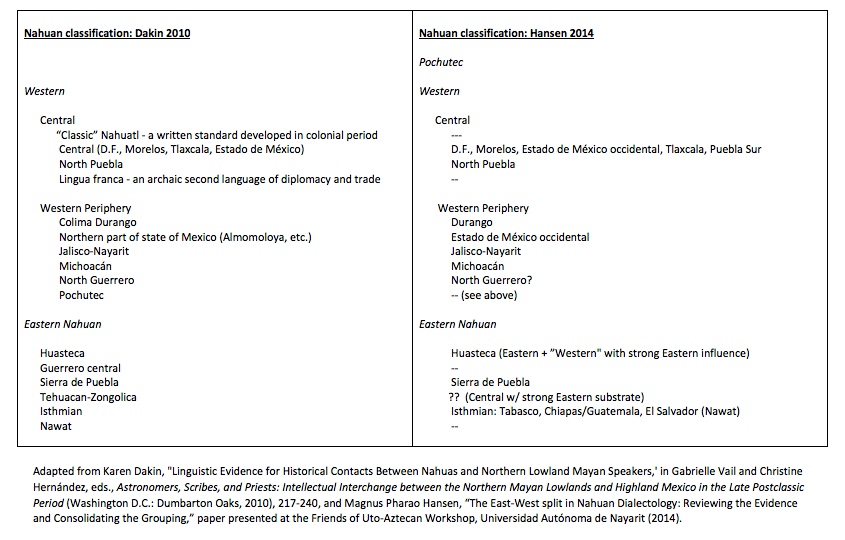 Nahuan classification: Dakin 2010
Western
Central
“Classic” Nahuatl - a written standard developed in colonial period
Central (D.F., Morelos, Tlaxcala, Estado de México)
North Puebla
Lingua franca - an archaic second language of diplomacy and trade
Western Periphery
Colima Durango
Northern part of state of Mexico (Almomoloya, etc.)
Jalisco-Nayarit
Michoacán
North Guerrero
Pochutec
Eastern Nahuan
Huasteca
Guerrero central
Sierra de Puebla
Tehuacan-Zongolica
Isthmian
Nawat
Nahuan classification: Hansen 2014
Pochutec
Western
Central
---
D.F., Morelos, Estado de México occidental, Tlaxcala, Puebla Sur
North Puebla
--
Western Periphery
Durango
Estado de México occidental
Jalisco-Nayarit
Michoacán
North Guerrero?
-- (see above)
Eastern Nahuan
Huasteca (Eastern + ”Western" with strong Eastern influence)
--
Sierra de Puebla
?? (Central w/ strong Eastern substrate)
Isthmian: Tabasco, Chiapas/Guatemala, El Salvador (Nawat)
--
Adapted from Karen Dakin, "Linguistic Evidence for Historical Contacts Between Nahuas and Northern Lowland Mayan Speakers,' in Gabrielle Vail and Christine
Hernández, eds., Astronomers, Scribes, and Priests: Intellectual Interchange between the Northern Mayan Lowlands and Highland Mexico in the Late Postclassic
Period (Washington D.C.: Dumbarton Oaks, 2010), 217-240, and Magnus Pharao Hansen, “The East-West split in Nahuan Dialectology: Reviewing the Evidence
and Consolidating the Grouping,” paper presented at the Friends of Uto-Aztecan Workshop, Universidad Autónoma de Nayarit (2014).